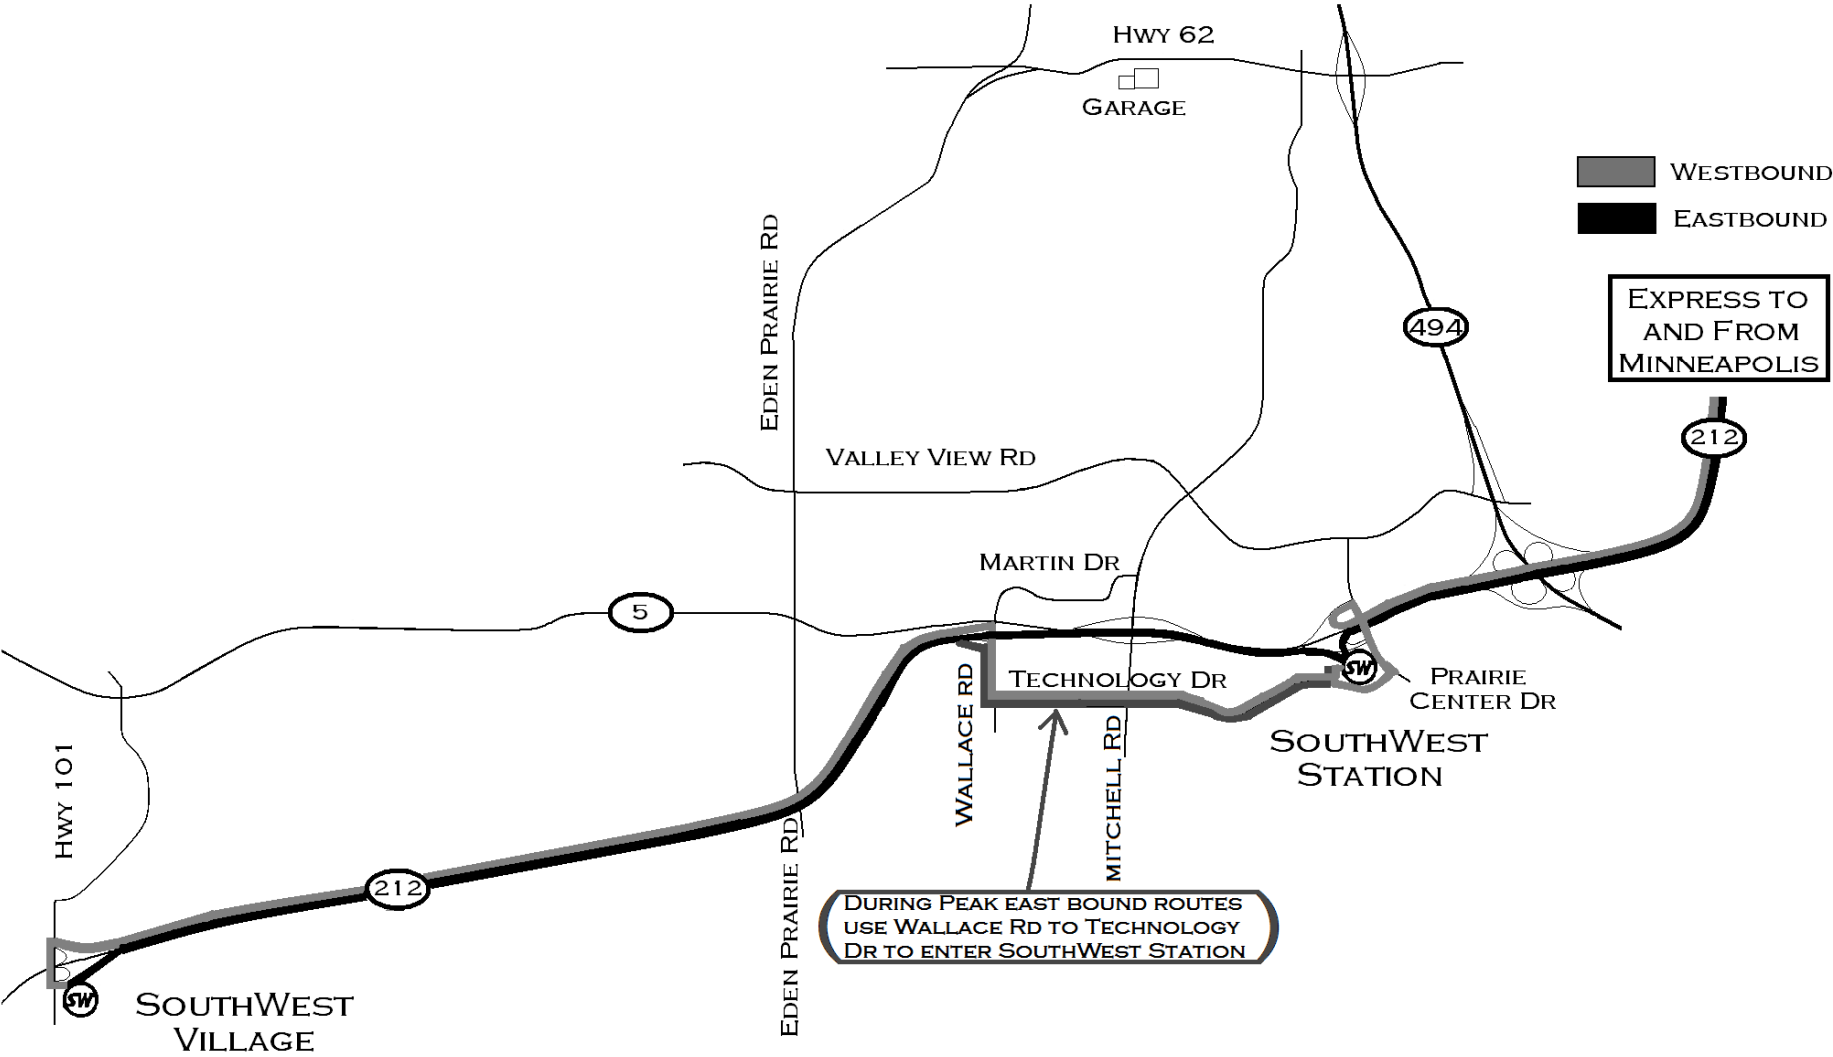 Hwy 62
Garage
Westbound
Eastbound
Express to
and From
Minneapolis
Eden Prairie Rd
494
212
Valley View Rd
Martin Dr
5
SW
Technology Dr
Prairie
Center Dr
Wallace Rd
Mitchell Rd
SouthWest
Station
Hwy 101
212
Eden Prairie Rd
During Peak east bound routes
use Wallace Rd to Technology
Dr to enter SouthWest Station
SW
SouthWest
Village